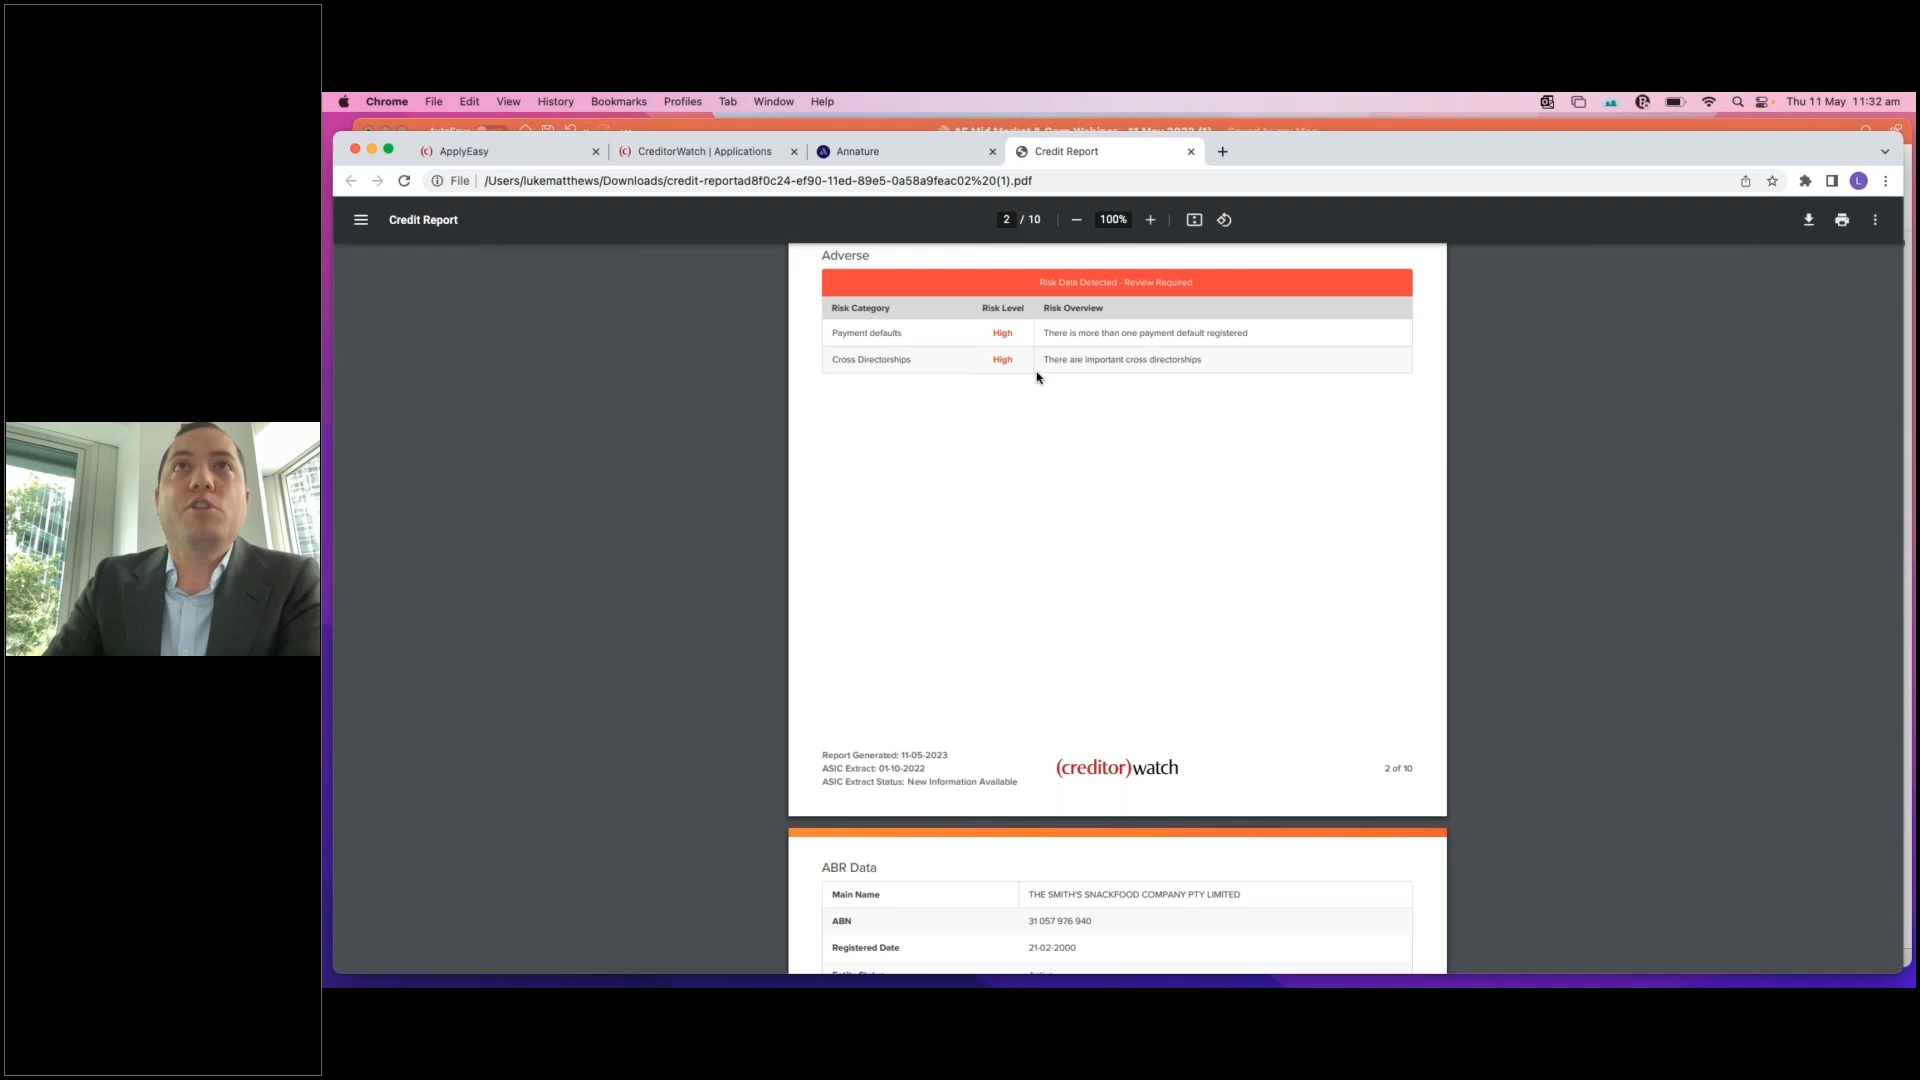 Chrome File Edit View History Bookmarks Profiles Tab Window Help Thu 11 May 11:32 am
(c) ApplyEasy (c) CreditorWatch | Applications Annature Credit Report
File /Users/lukematthews/Downloads/credit-reportad8f0c24-ef90-11ed-89e5-0a58a9feac02%20(1).pdf L
Credit Report 2 / 10 100%
Adverse
Risk Data Detected - Review Required
Risk Category Risk Level Risk Overview
Payment defaults High There is more than one payment default registered
Cross Directorships High There are important cross directorships
Report Generated: 11-05-2023
ASIC Extract: 01-10-2022
ASIC Extract Status: New Information Available
(creditor)watch
2 of 10
ABR Data
Main Name THE SMITH'S SNACKFOOD COMPANY PTY LIMITED
ABN 31 057 976 940
Registered Date 21-02-2000